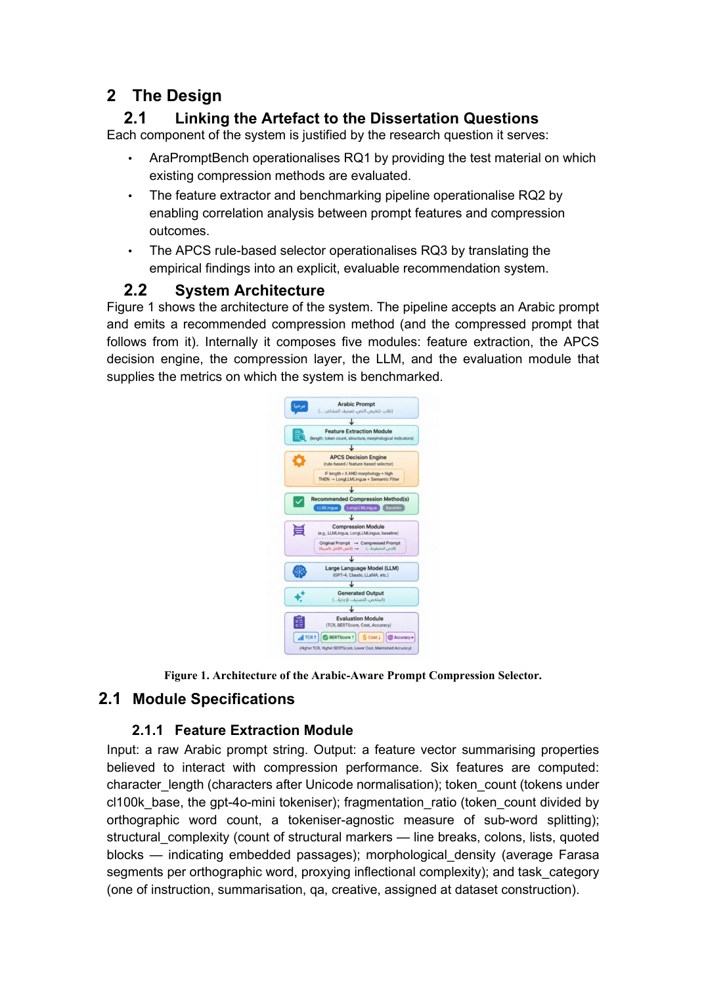 2 The Design
2.1 Linking the Artefact to the Dissertation Questions
Each component of the system is justified by the research question it serves:
• AraPromptBench operationalises RQ1 by providing the test material on which
existing compression methods are evaluated.
• The feature extractor and benchmarking pipeline operationalise RQ2 by
enabling correlation analysis between prompt features and compression
outcomes.
• The APCS rule-based selector operationalises RQ3 by translating the
empirical findings into an explicit, evaluable recommendation system.
2.2 System Architecture
Figure 1 shows the architecture of the system. The pipeline accepts an Arabic prompt
and emits a recommended compression method (and the compressed prompt that
follows from it). Internally it composes five modules: feature extraction, the APCS
decision engine, the compression layer, the LLM, and the evaluation module that
supplies the metrics on which the system is benchmarked.
مرحبا
Arabic Prompt
(طلب تلخيص النص، تصنيف المشاعر، ...)
Feature Extraction Module
(length, token count, structure, morphological indicators)
APCS Decision Engine
(rule-based / feature-based selector)
IF length > X AND morphology = high
THEN → LongLLMLingua + Semantic Filter
Recommended Compression Method(s)
LLMLingua LongLLMLingua Baseline
Compression Module
(e.g., LLMLingua, LongLLMLingua, baseline)
Original Prompt → Compressed Prompt
(النص الكامل بالعربية) → (النص المضغوط...)
Large Language Model (LLM)
(GPT-4, Claude, LLaMA, etc.)
Generated Output
(الملخص، التصنيف، الإجابة...)
Evaluation Module
(TCR, BERTScore, Cost, Accuracy)
TCR ↑ BERTScore ↑ $ Cost ↓ Accuracy
(Higher TCR, Higher BERTScore, Lower Cost, Maintained Accuracy)
Figure 1. Architecture of the Arabic-Aware Prompt Compression Selector.
2.1 Module Specifications
2.1.1 Feature Extraction Module
Input: a raw Arabic prompt string. Output: a feature vector summarising properties
believed to interact with compression performance. Six features are computed:
character_length (characters after Unicode normalisation); token_count (tokens under
cl100k_base, the gpt-4o-mini tokeniser); fragmentation_ratio (token_count divided by
orthographic word count, a tokeniser-agnostic measure of sub-word splitting);
structural_complexity (count of structural markers — line breaks, colons, lists, quoted
blocks — indicating embedded passages); morphological_density (average Farasa
segments per orthographic word, proxying inflectional complexity); and task_category
(one of instruction, summarisation, qa, creative, assigned at dataset construction).